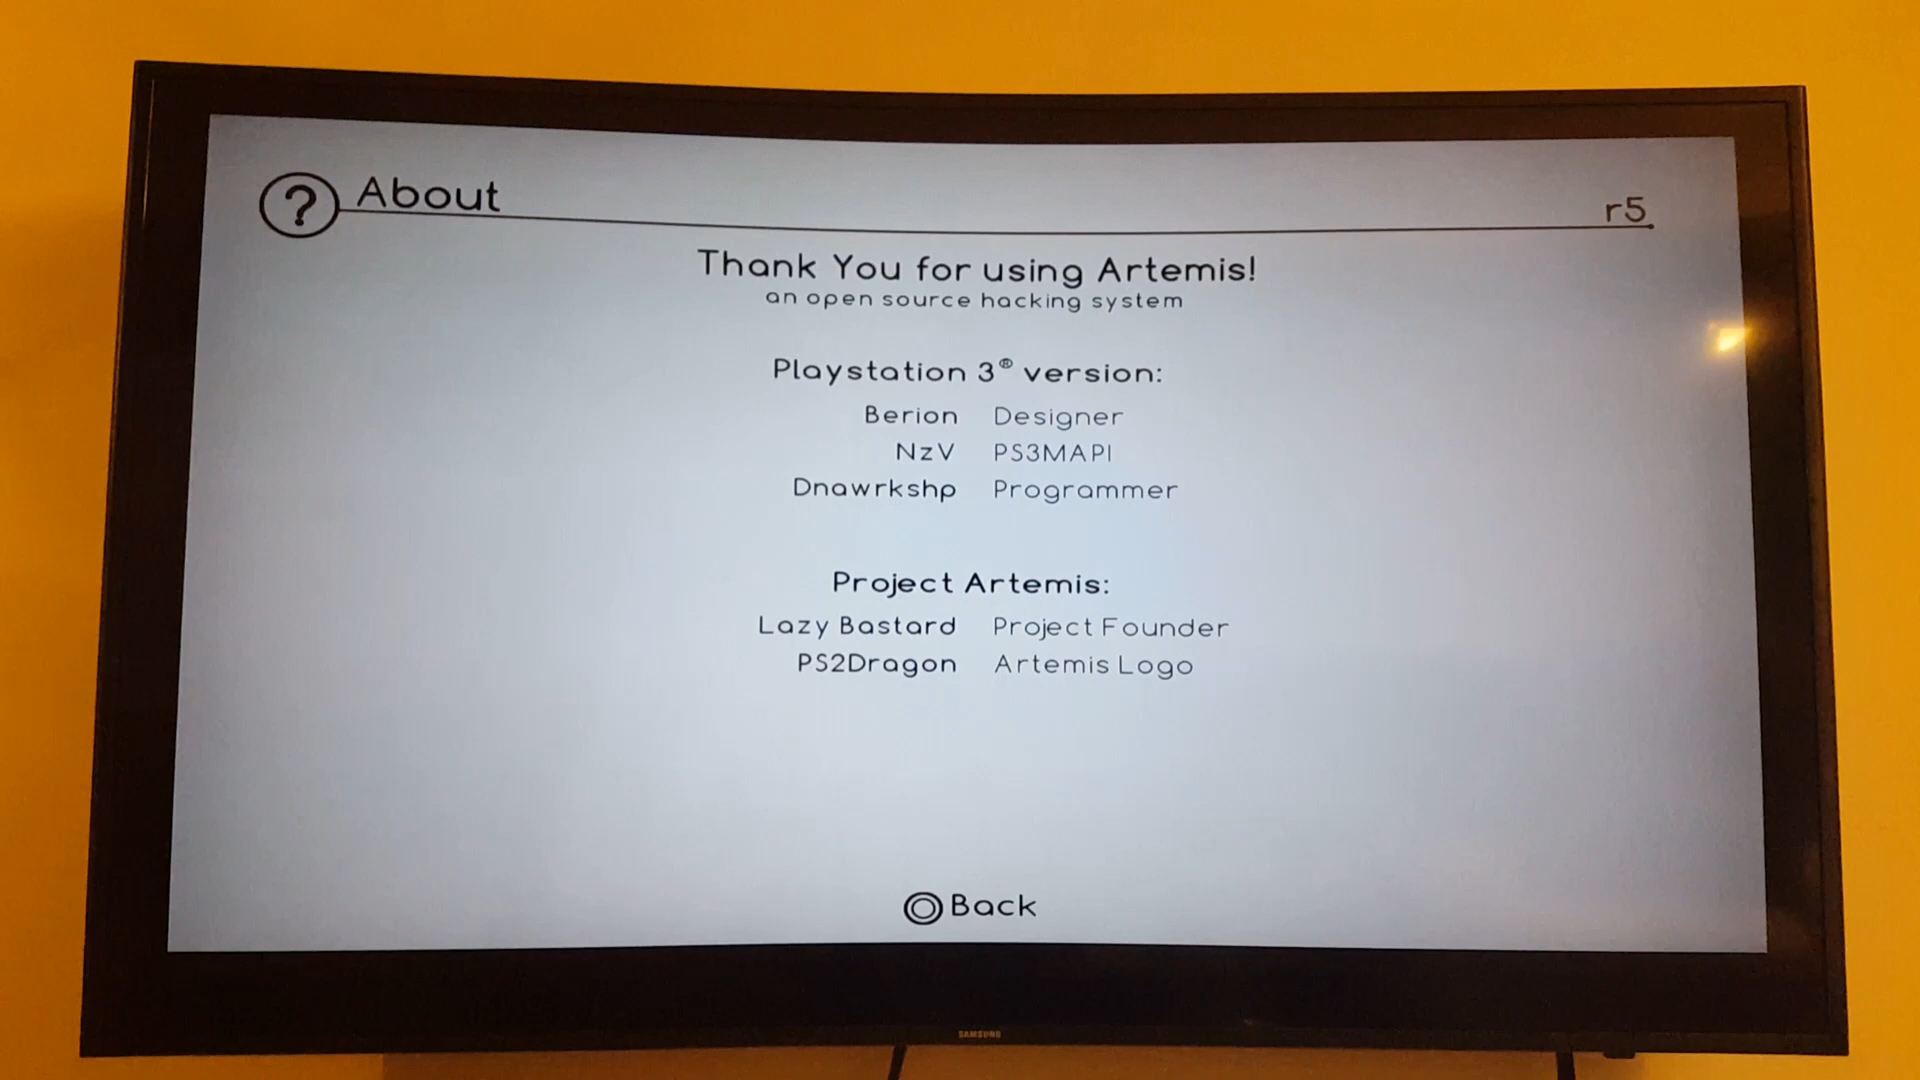 ? About
r5
Thank You for using Artemis!
an open source hacking system
Playstation 3® version:
Berion Designer
NzV PS3MAPI
Dnawrkshp Programmer
Project Artemis:
Lazy Bastard Project Founder
PS2Dragon Artemis Logo
Back
SAMSUNG